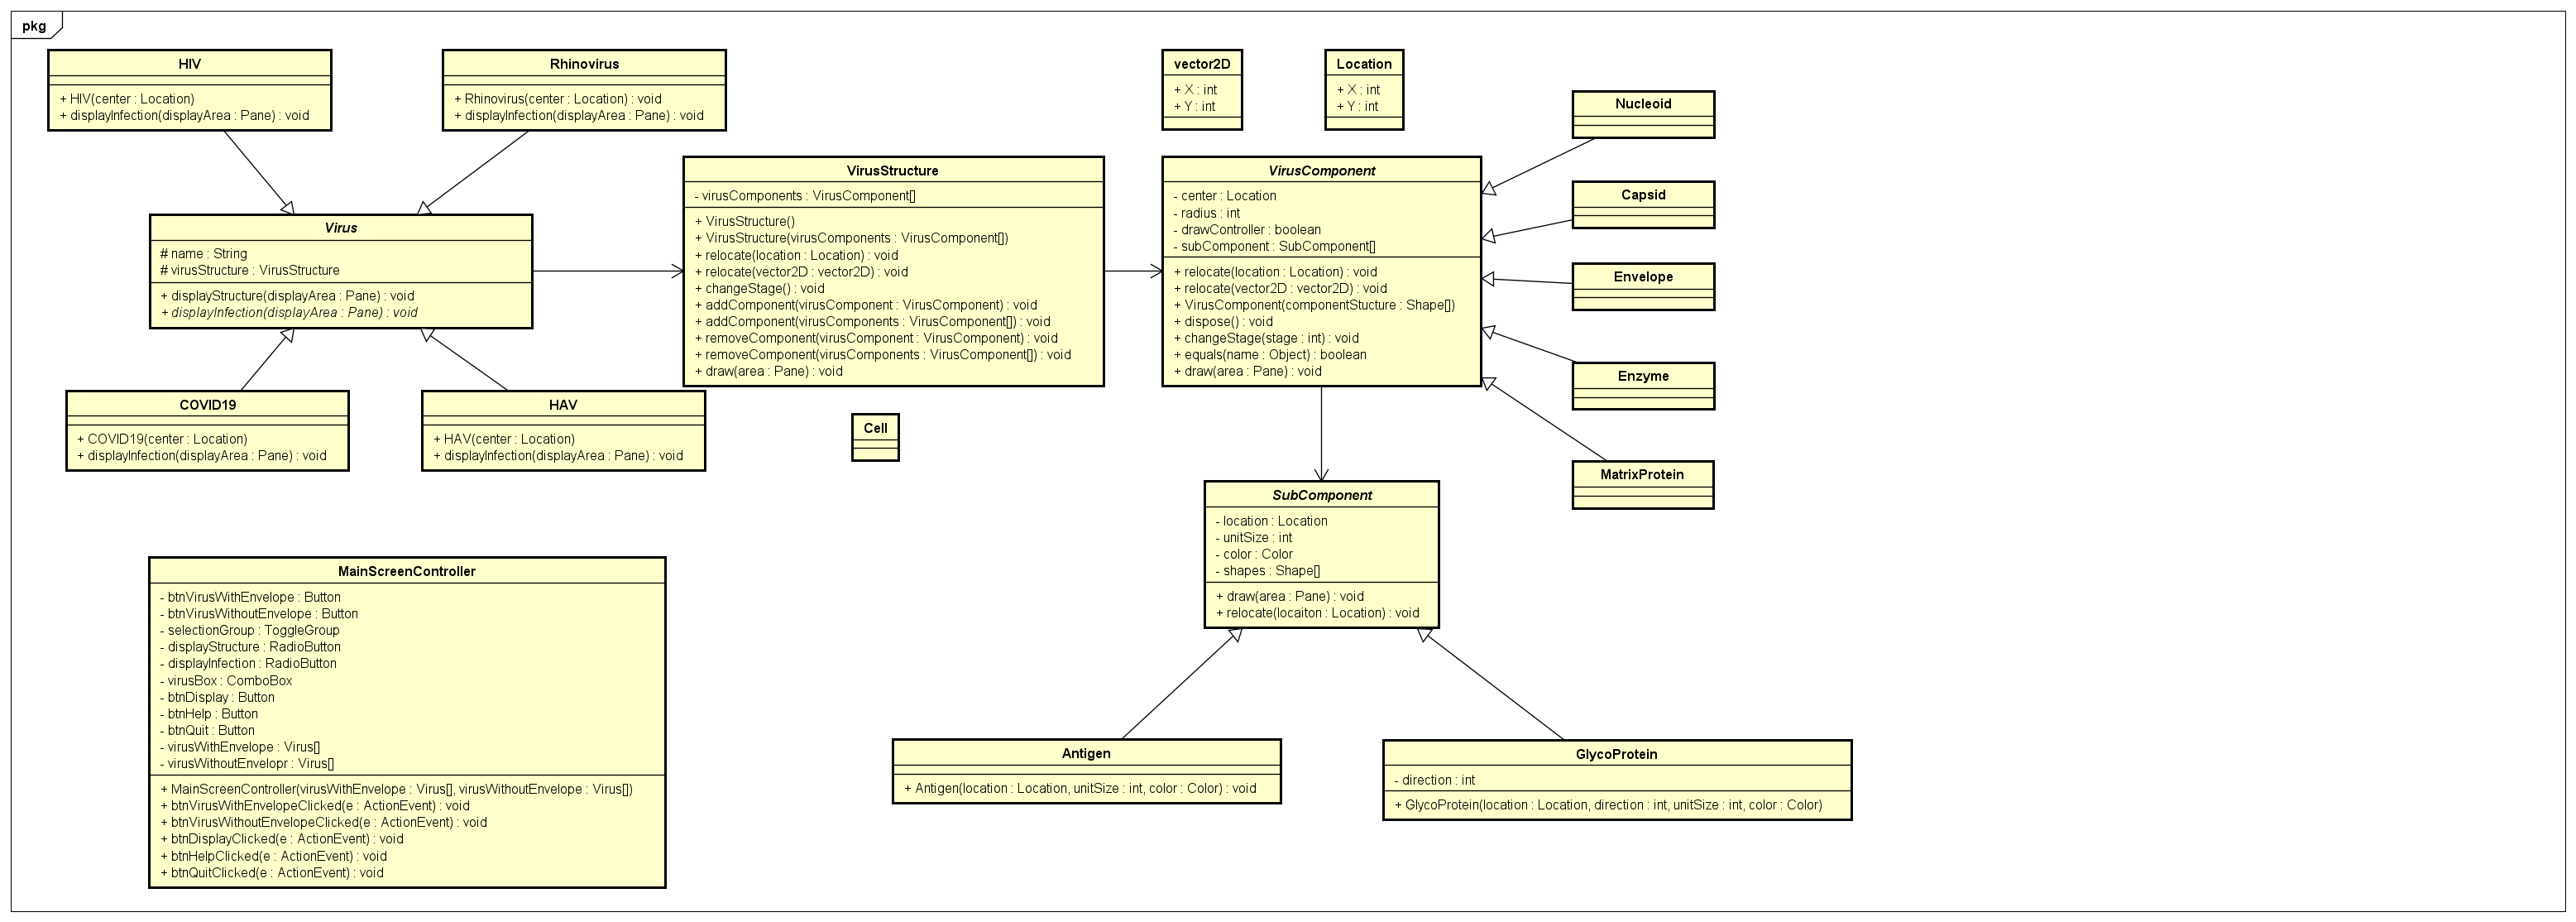 pkg
HIV
+ HIV(center : Location)
+ displayInfection(displayArea : Pane) : void
Rhinovirus
+ Rhinovirus(center : Location) : void
+ displayInfection(displayArea : Pane) : void
vector2D
+ X : int
+ Y : int
Location
+ X : int
+ Y : int
Nucleoid
Capsid
Envelope
Enzyme
MatrixProtein
Virus
# name : String
# virusStructure : VirusStructure
+ displayStructure(displayArea : Pane) : void
+ displayInfection(displayArea : Pane) : void
VirusStructure
- virusComponents : VirusComponent[]
+ VirusStructure()
+ VirusStructure(virusComponents : VirusComponent[])
+ relocate(location : Location) : void
+ relocate(vector2D : vector2D) : void
+ changeStage() : void
+ addComponent(virusComponent : VirusComponent) : void
+ addComponent(virusComponents : VirusComponent[]) : void
+ removeComponent(virusComponent : VirusComponent) : void
+ removeComponent(virusComponents : VirusComponent[]) : void
+ draw(area : Pane) : void
VirusComponent
- center : Location
- radius : int
- drawController : boolean
- subComponent : SubComponent[]
+ relocate(location : Location) : void
+ relocate(vector2D : vector2D) : void
+ VirusComponent(componentStucture : Shape[])
+ dispose() : void
+ changeStage(stage : int) : void
+ equals(name : Object) : boolean
+ draw(area : Pane) : void
COVID19
+ COVID19(center : Location)
+ displayInfection(displayArea : Pane) : void
HAV
+ HAV(center : Location)
+ displayInfection(displayArea : Pane) : void
Cell
SubComponent
- location : Location
- unitSize : int
- color : Color
- shapes : Shape[]
+ draw(area : Pane) : void
+ relocate(locaiton : Location) : void
MainScreenController
- btnVirusWithEnvelope : Button
- btnVirusWithoutEnvelope : Button
- selectionGroup : ToggleGroup
- displayStructure : RadioButton
- displayInfection : RadioButton
- virusBox : ComboBox
- btnDisplay : Button
- btnHelp : Button
- btnQuit : Button
- virusWithEnvelope : Virus[]
- virusWithoutEnvelopr : Virus[]
+ MainScreenController(virusWithEnvelope : Virus[], virusWithoutEnvelope : Virus[])
+ btnVirusWithEnvelopeClicked(e : ActionEvent) : void
+ btnVirusWithoutEnvelopeClicked(e : ActionEvent) : void
+ btnDisplayClicked(e : ActionEvent) : void
+ btnHelpClicked(e : ActionEvent) : void
+ btnQuitClicked(e : ActionEvent) : void
Antigen
+ Antigen(location : Location, unitSize : int, color : Color) : void
GlycoProtein
- direction : int
+ GlycoProtein(location : Location, direction : int, unitSize : int, color : Color)